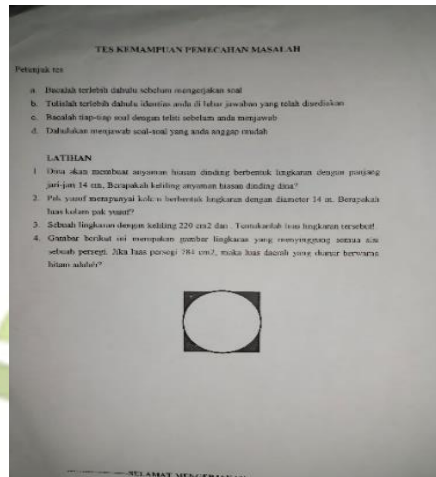 TES KEMAMPUAN PEMECAHAN MASALAH
Petunjuk tes
a. Bacalah terlebih dahulu sebelum mengerjakan soal
b. Tulislah terlebih dahulu identitas anda di lebar jawaban yang telah disediakan
c. Bacalah tiap-tiap soal dengan teliti sebelum anda menjawab
d. Dahulukan menjawab soal-soal yang anda anggap mudah
LATIHAN
1 Dina akan membuat anyaman hiasan dinding berbentuk lingkaran dengan panjang
jari-jari 14 cm, Berapakah keliling anyaman hiasan dinding dina?
2. Pak yusuf mempunyai kolam berbentuk lingkaran dengan diameter 14 m. Berapakah
luas kolam pak yusuf?
3. Sebuah lingkaran dengan keliling 220 cm2 dan . Tentukanlah luas lingkaran tersebut!
4. Gambar berikut ini merupakan gambar lingkaran yang menyinggung semua sisi
sebuah persegi. Jika luas persegi 784 cm2, maka luas daerah yang diarsir berwarna
hitam adalah?
SELAMAT MENGERJAKAN